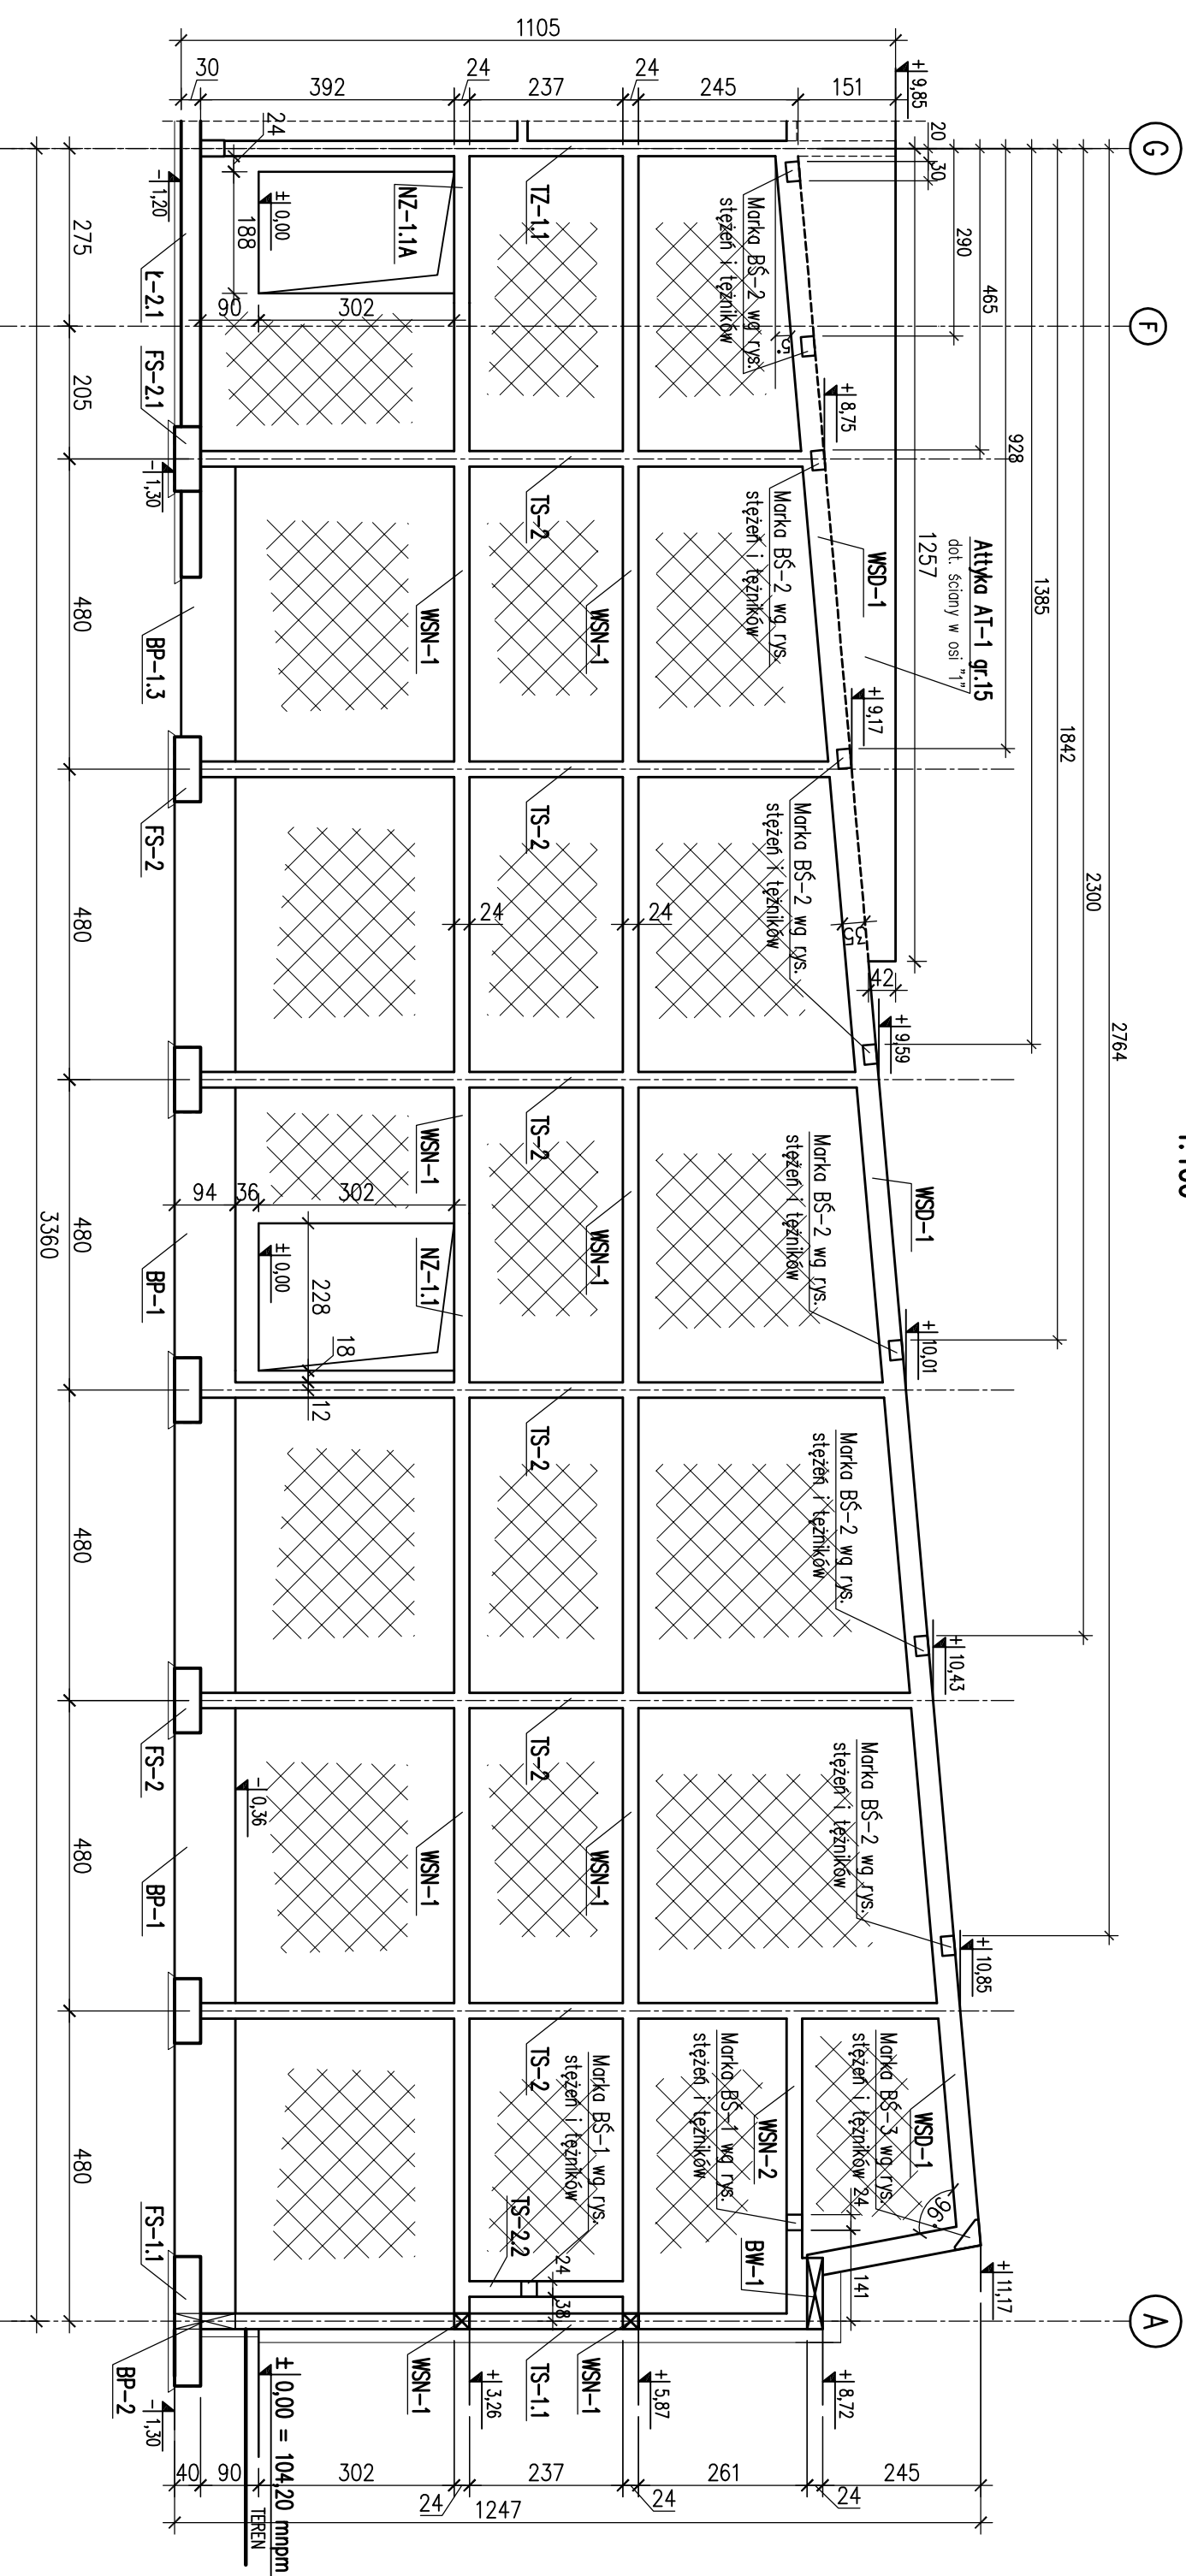 1:100
G
F
A
2764
2300
1842
1385
928
465
290
20
30
1257
Attyka AT-1 gr.15
dot. ściany w osi "1"
+9,85
+8,75
+9,17
+9,59
+10,01
+10,43
+10,85
+11,17
WSD-1
WSD-1
WSD-1
42
35
Marka BŚ-2 wg rys.
stężeń i tężników
Marka BŚ-2 wg rys.
stężeń i tężników
Marka BŚ-2 wg rys.
stężeń i tężników
Marka BŚ-2 wg rys.
stężeń i tężników
Marka BŚ-2 wg rys.
stężeń i tężników
Marka BŚ-2 wg rys.
stężeń i tężników
Marka BŚ-3 wg rys.
stężeń i tężników
96°
24
141
WSN-2
BW-1
Marka BŚ-1 wg rys.
stężeń i tężników
+8,72
WSN-1
WSN-1
WSN-1
WSN-1
+5,87
Marka BŚ-1 wg rys.
stężeń i tężników
TZ-1.1
TS-2
TS-2
TS-2
TS-2
TS-2
TS-2
TS-2.2
TS-1.1
24
38
24
24
+3,26
NZ-1.1A
WSN-1
WSN-1
NZ-1.1
WSN-1
WSN-1
±0,00
188
24
90
302
94
36
302
±0,00
228
18
12
-0,36
±0,00 = 104,20 mnpm
TEREN
-1,20
-1,30
-1,30
Ł-2.1
FS-2.1
BP-1.3
FS-2
BP-1
FS-2
BP-1
FS-1.1
BP-2
275
205
480
480
480
480
480
480
3360
1105
30
392
24
237
24
245
151
40
90
302
24
237
24
261
24
245
1247